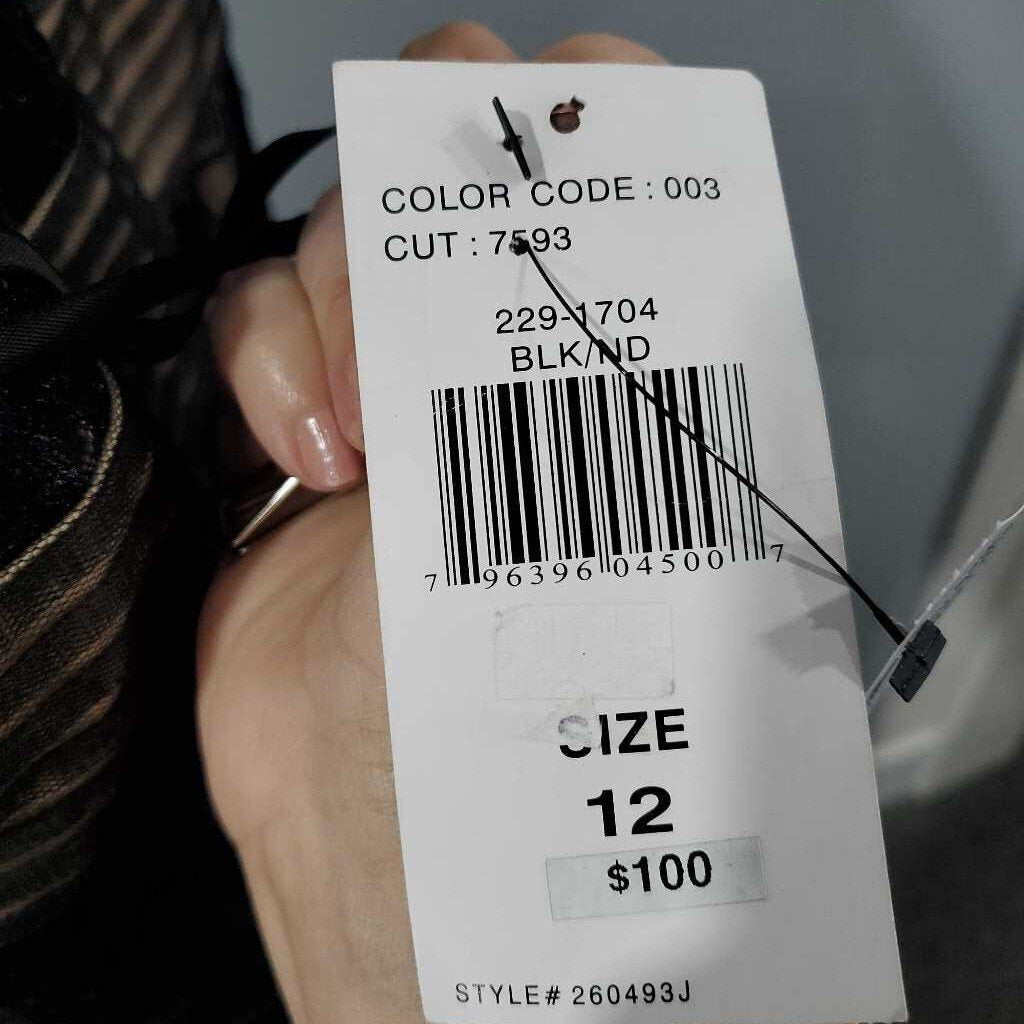 COLOR CODE : 003
CUT : 7593
229-1704
BLK/ND
7 96396 04500 7
SIZE
12
$100
STYLE# 260493J